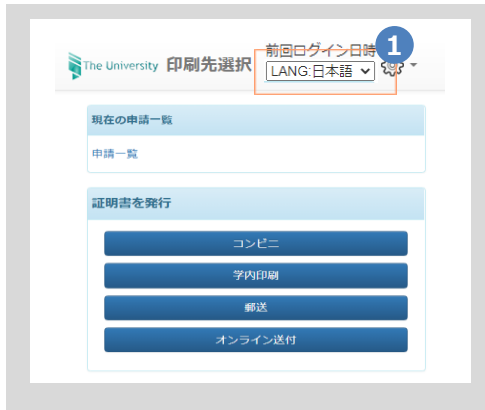 前回ログイン日時
1
The University 印刷先選択
LANG:日本語
現在の申請一覧
申請一覧
証明書を発行
コンビニ
学内印刷
郵送
オンライン送付